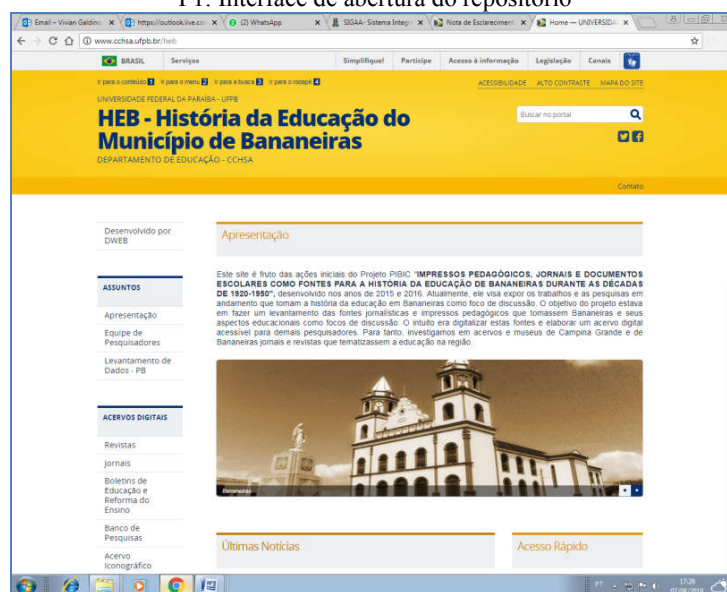 F1: Interface de abertura do repositório
Email – Vivian Galdino
https://outlook.live.co
(2) WhatsApp
SIGAA- Sistema Integr
Nota de Esclarecimen
Home — UNIVERSIDA
www.cchsa.ufpb.br/heb
BRASIL Serviços Simplifique! Participe Acesso à informação Legislação Canais
Ir para o conteúdo 1 Ir para o menu 2 Ir para a busca 3 Ir para o rodapé 4 ACESSIBILIDADE ALTO CONTRASTE MAPA DO SITE
UNIVERSIDADE FEDERAL DA PARAÍBA - UFPB
HEB - História da Educação do
Município de Bananeiras
DEPARTAMENTO DE EDUCAÇÃO - CCHSA
Buscar no portal
Contato
Desenvolvido por
DWEB
ASSUNTOS
Apresentação
Equipe de
Pesquisadores
Levantamento de
Dados - PB
ACERVOS DIGITAIS
Revistas
Jornais
Boletins de
Educação e
Reforma do
Ensino
Banco de
Pesquisas
Acervo
Iconográfico
Apresentação
Este site é fruto das ações iniciais do Projeto PIBIC "IMPRESSOS PEDAGÓGICOS, JORNAIS E DOCUMENTOS
ESCOLARES COMO FONTES PARA A HISTÓRIA DA EDUCAÇÃO DE BANANEIRAS DURANTE AS DÉCADAS
DE 1920-1950", desenvolvido nos anos de 2015 e 2016. Atualmente, ele visa expor os trabalhos e as pesquisas em
andamento que tomam a história da educação em Bananeiras como foco de discussão. O objetivo do projeto estava
em fazer um levantamento das fontes jornalísticas e impressos pedagógicos que tomassem Bananeiras e seus
aspectos educacionais como focos de discussão. O intuito era digitalizar estas fontes e elaborar um acervo digital
acessível para demais pesquisadores. Para tanto, investigamos em acervos e museus de Campina Grande e de
Bananeiras jornais e revistas que tematizassem a educação na região.
Bananeiras
Últimas Notícias
Acesso Rápido
PT
17:28